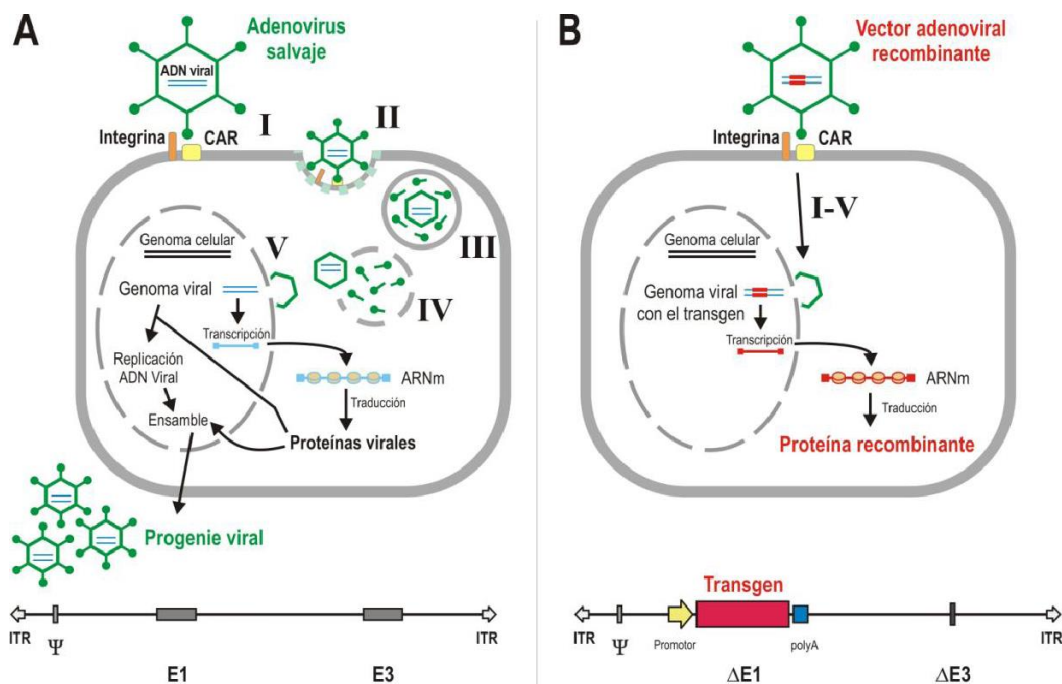 A
Adenovirus
salvaje
ADN viral
Integrina
CAR
I
II
III
IV
V
Genoma celular
Genoma viral
Transcripción
Replicación
ADN Viral
Ensamble
ARNm
Traducción
Proteínas virales
Progenie viral
ITR
Ψ
E1
E3
ITR
B
Vector adenoviral
recombinante
Integrina
CAR
I-V
Genoma celular
Genoma viral
con el transgen
Transcripción
ARNm
Traducción
Proteína recombinante
Transgen
ITR
Ψ
Promotor
polyA
ΔE1
ΔE3
ITR